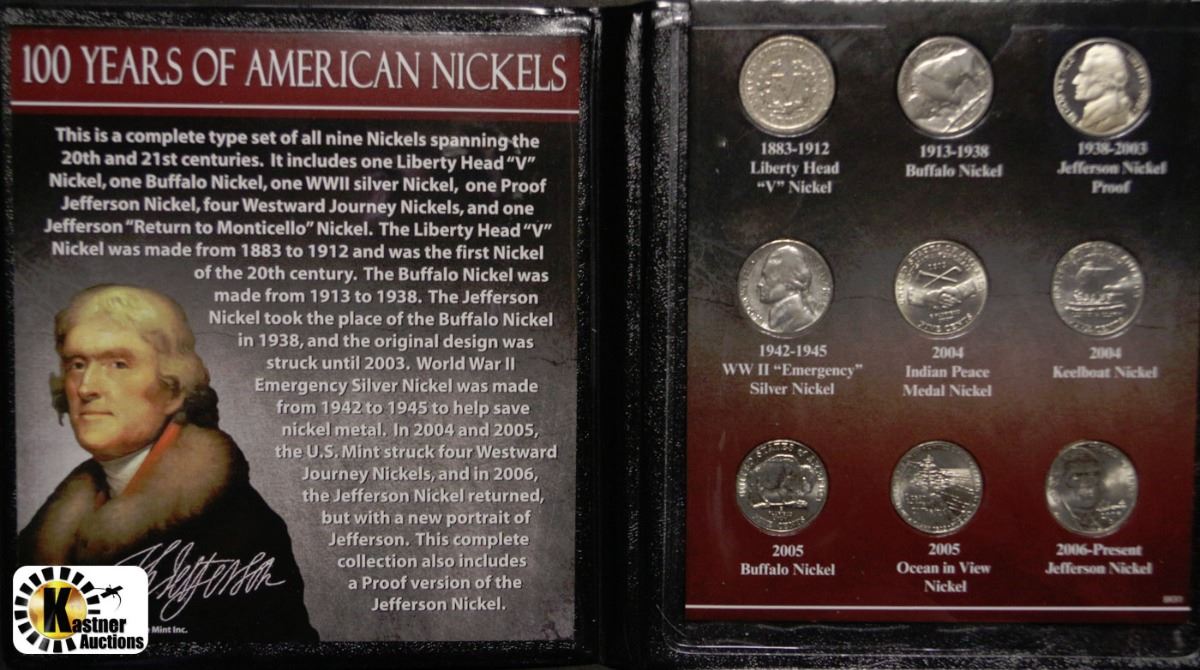 100 YEARS OF AMERICAN NICKELS
This is a complete type set of all nine Nickels spanning the
20th and 21st centuries. It includes one Liberty Head “V”
Nickel, one Buffalo Nickel, one WWII silver Nickel, one Proof
Jefferson Nickel, four Westward Journey Nickels, and one
Jefferson “Return to Monticello” Nickel. The Liberty Head “V”
Nickel was made from 1883 to 1912 and was the first Nickel
of the 20th century. The Buffalo Nickel was
made from 1913 to 1938. The Jefferson
Nickel took the place of the Buffalo Nickel
in 1938, and the original design was
struck until 2003. World War II
Emergency Silver Nickel was made
from 1942 to 1945 to help save
nickel metal. In 2004 and 2005,
the U.S. Mint struck four Westward
Journey Nickels, and in 2006,
the Jefferson Nickel returned,
but with a new portrait of
Jefferson. This complete
collection also includes
a Proof version of the
Jefferson Nickel.
Th Jefferson
Mint Inc.
Kastner
Auctions
1883-1912
Liberty Head
“V” Nickel
1913-1938
Buffalo Nickel
1938-2003
Jefferson Nickel
Proof
1942-1945
WW II “Emergency”
Silver Nickel
2004
Indian Peace
Medal Nickel
2004
Keelboat Nickel
2005
Buffalo Nickel
2005
Ocean in View
Nickel
2006-Present
Jefferson Nickel